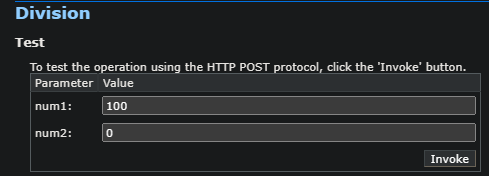 Division
Test
To test the operation using the HTTP POST protocol, click the 'Invoke' button.
Parameter Value
num1: 100
num2: 0
Invoke